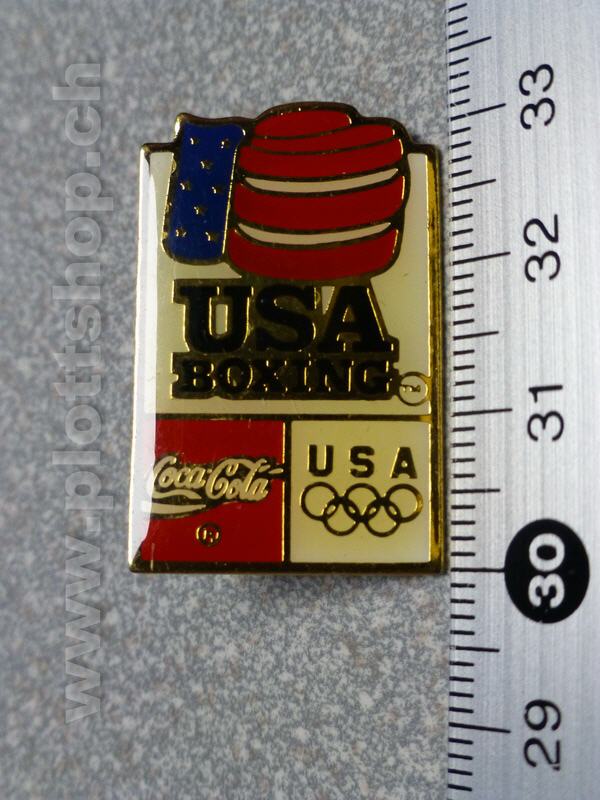 USA
BOXING
Coca-Cola
®
USA
33
32
31
30
29
www.plottshop.ch